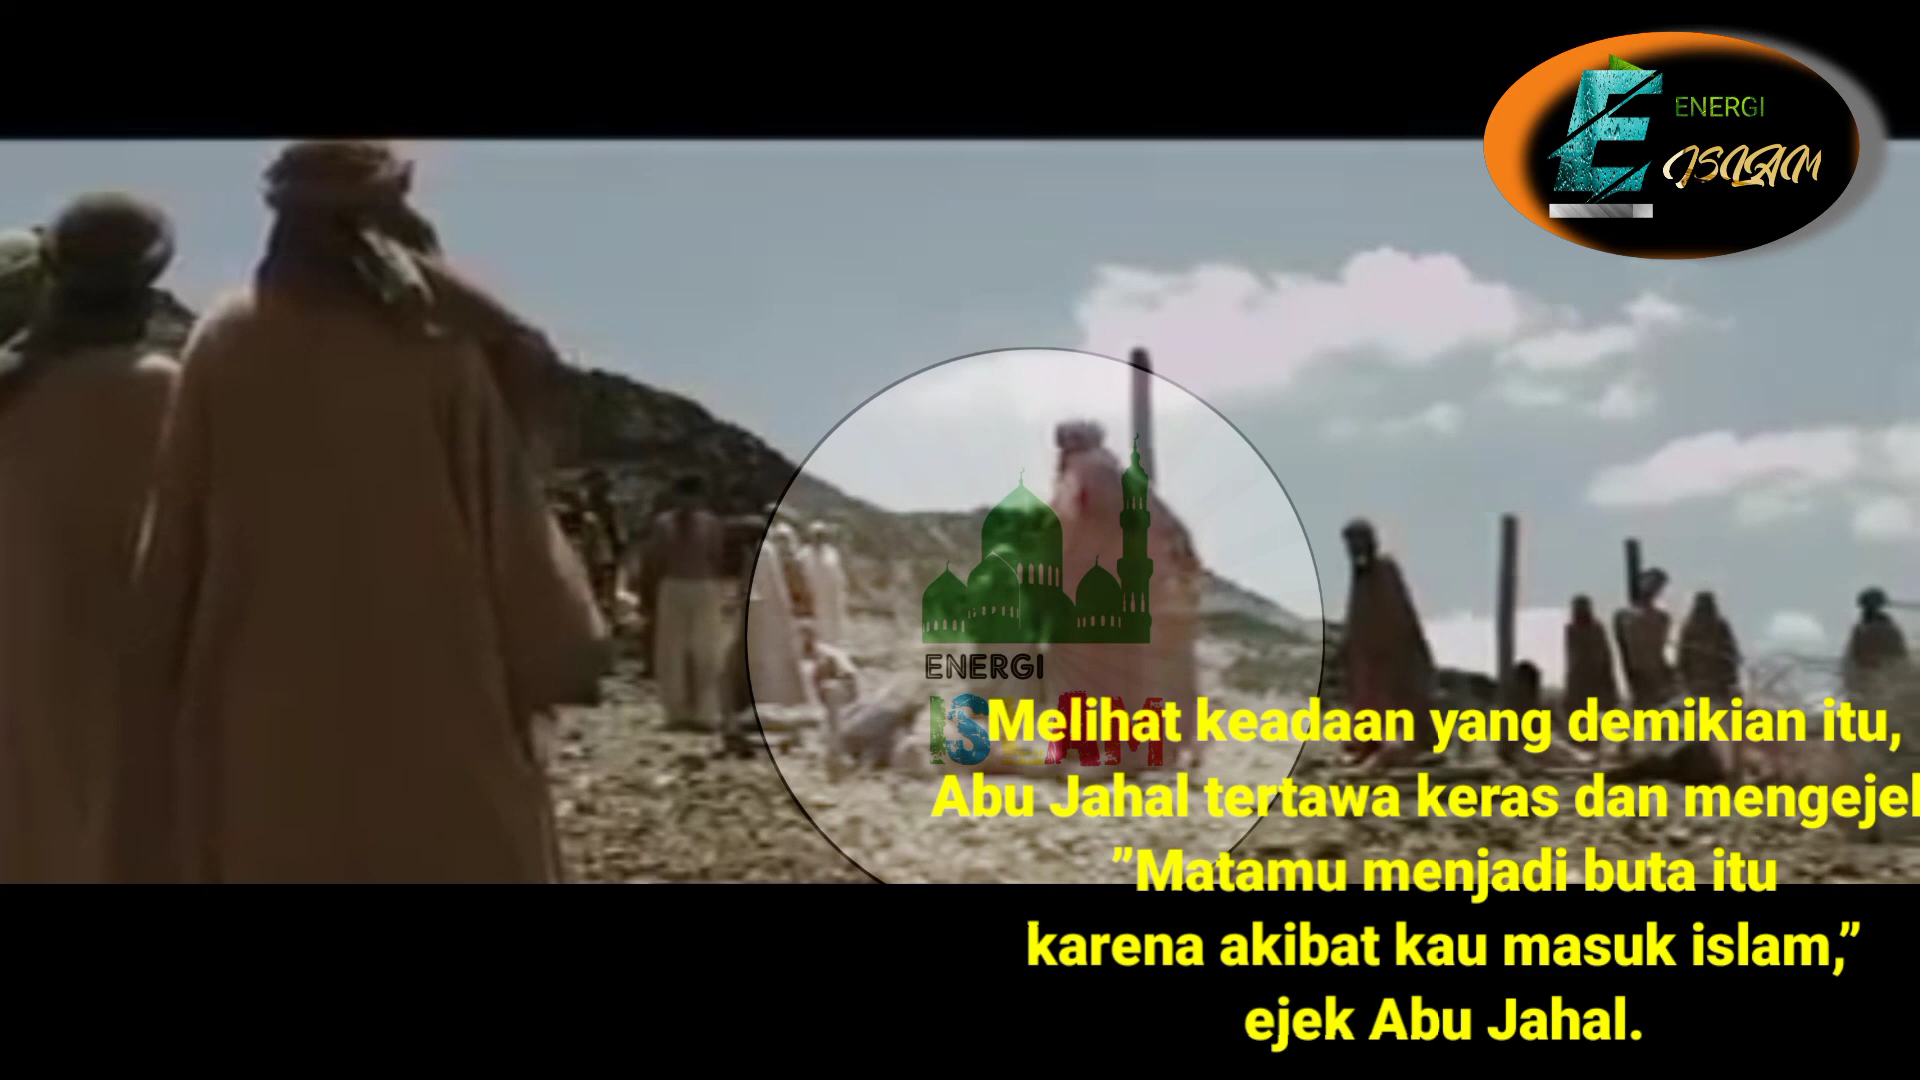 ENERGI
ISLAM
ENERGI
ISLAM
Melihat keadaan yang demikian itu,
Abu Jahal tertawa keras dan mengejek
”Matamu menjadi buta itu
karena akibat kau masuk islam,”
ejek Abu Jahal.